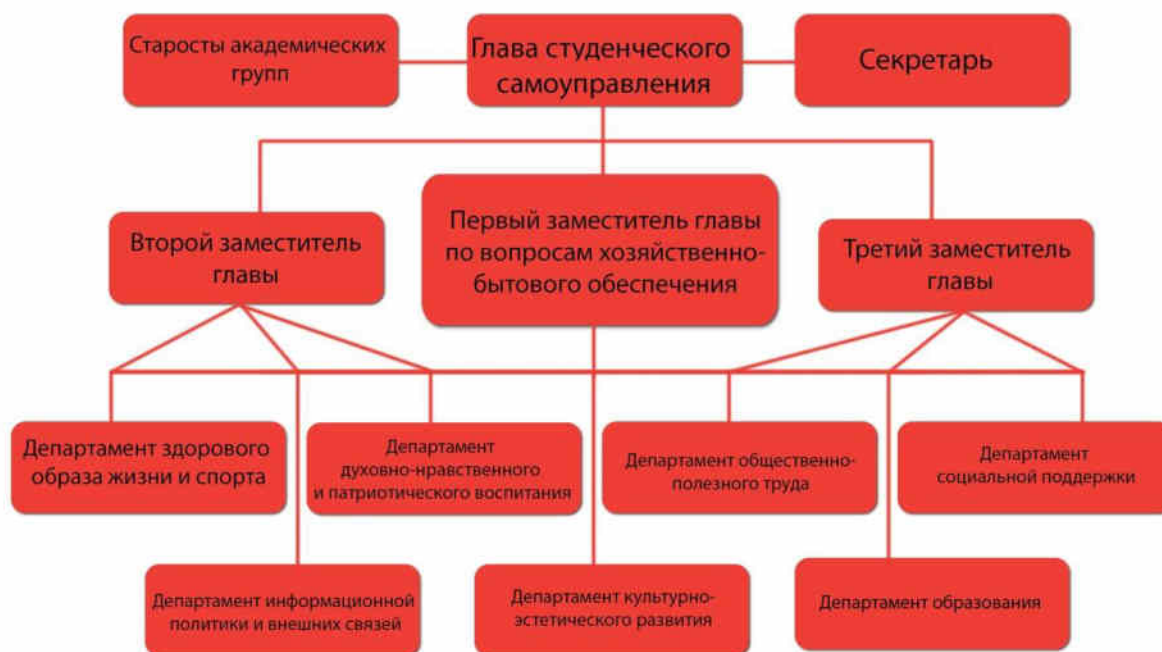 Старосты академических
групп
Глава студенческого
самоуправления
Секретарь
Второй заместитель
главы
Первый заместитель главы
по вопросам хозяйственно-
бытового обеспечения
Третий заместитель
главы
Департамент здорового
образа жизни и спорта
Департамент
духовно-нравственного
и патриотического воспитания
Департамент общественно-
полезного труда
Департамент
социальной поддержки
Департамент информационной
политики и внешних связей
Департамент культурно-
эстетического развития
Департамент образования